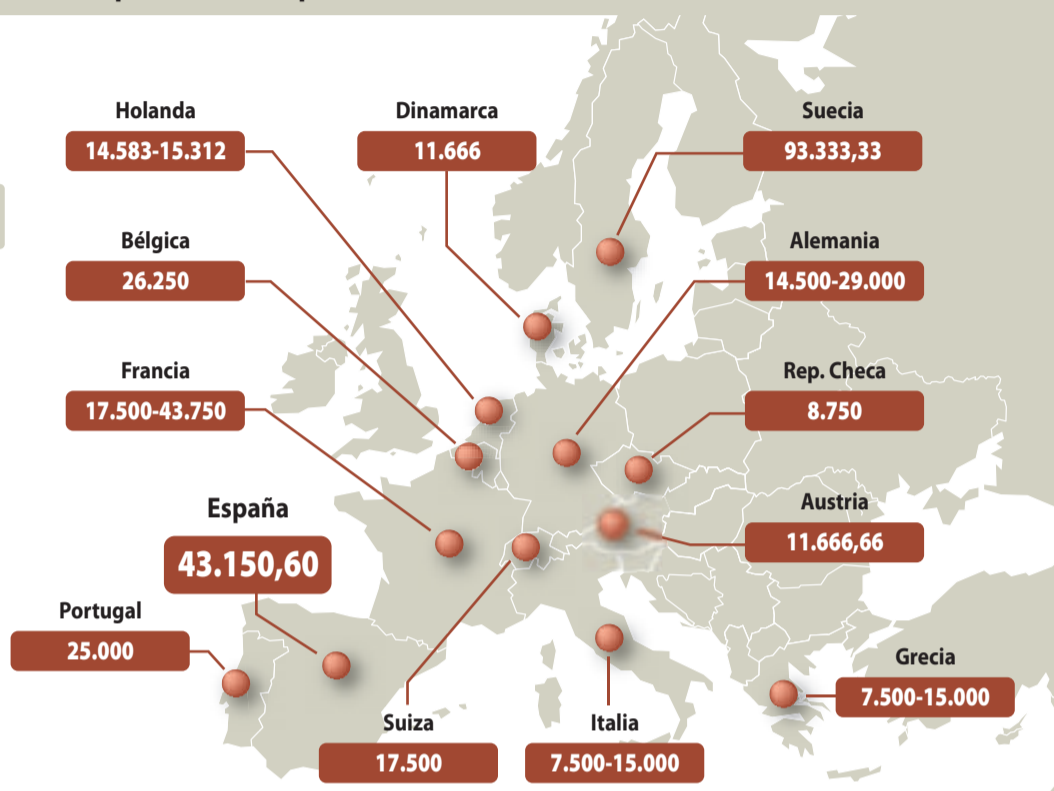 Holanda
14.583-15.312
Dinamarca
11.666
Suecia
93.333,33
Bélgica
26.250
Alemania
14.500-29.000
Francia
17.500-43.750
Rep. Checa
8.750
España
43.150,60
Austria
11.666,66
Portugal
25.000
Grecia
7.500-15.000
Suiza
17.500
Italia
7.500-15.000